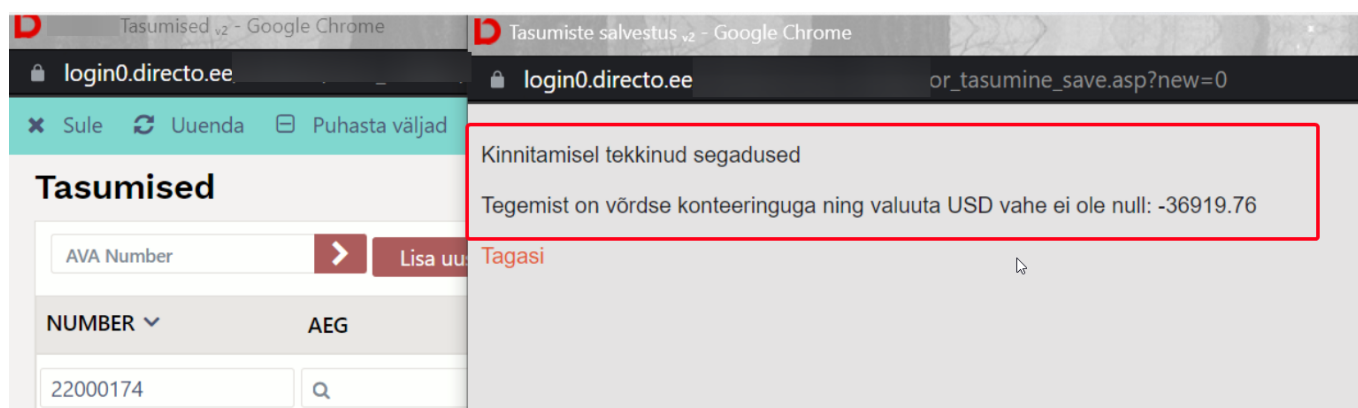 Tasumised v2 - Google Chrome
login0.directo.ee
Sule Uuenda Puhasta väljad
Tasumised
AVA Number
Lisa uu
NUMBER AEG
22000174
Tasumiste salvestus v2 - Google Chrome
login0.directo.ee or_tasumine_save.asp?new=0
Kinnitamisel tekkinud segadused
Tegemist on võrdse konteeringuga ning valuuta USD vahe ei ole null: -36919.76
Tagasi